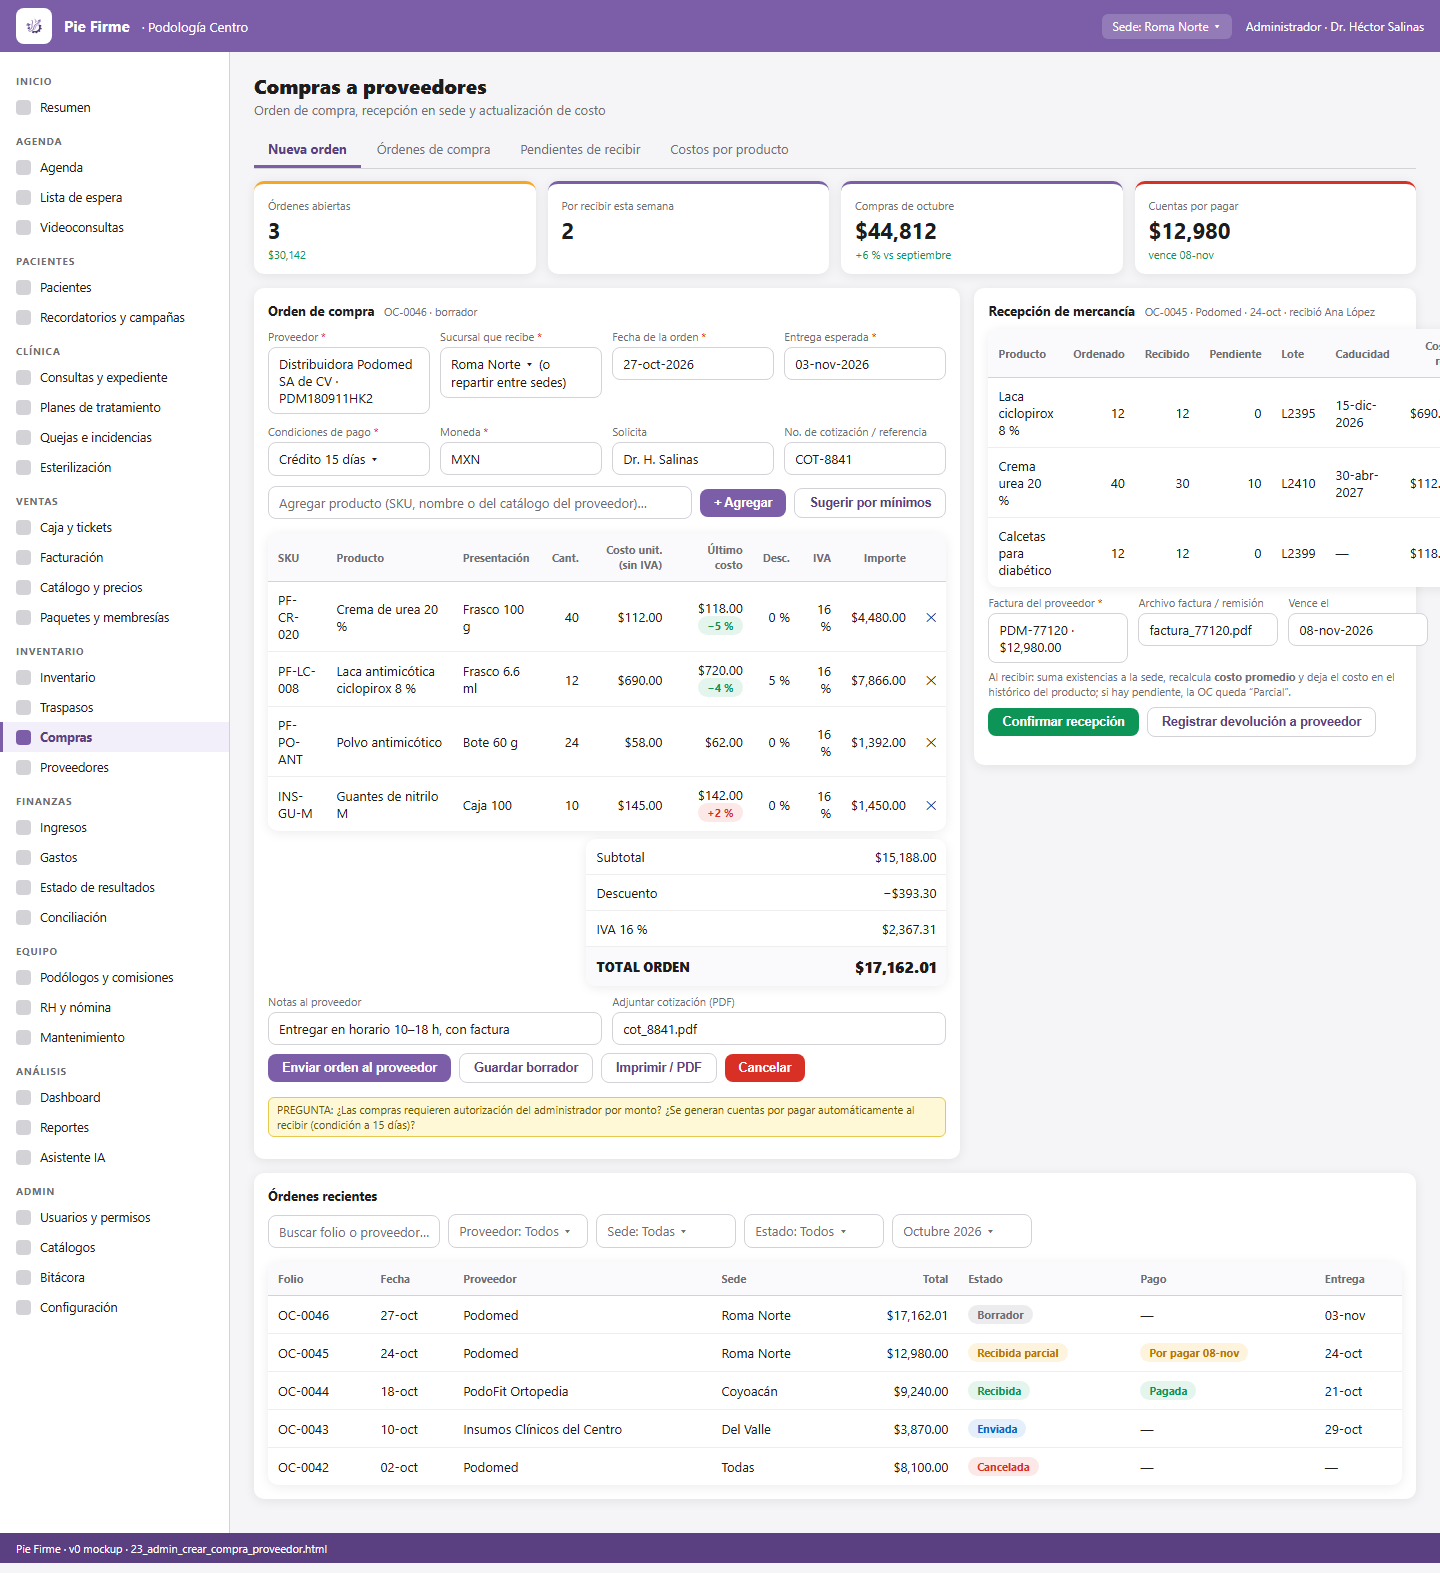 Pie Firme · Podología Centro
Sede: Roma Norte ▾
Administrador · Dr. Héctor Salinas
INICIO
Resumen
AGENDA
Agenda
Lista de espera
Videoconsultas
PACIENTES
Pacientes
Recordatorios y campañas
CLÍNICA
Consultas y expediente
Planes de tratamiento
Quejas e incidencias
Esterilización
VENTAS
Caja y tickets
Facturación
Catálogo y precios
Paquetes y membresías
INVENTARIO
Inventario
Traspasos
Compras
Proveedores
FINANZAS
Ingresos
Gastos
Estado de resultados
Conciliación
EQUIPO
Podólogos y comisiones
RH y nómina
Mantenimiento
ANÁLISIS
Dashboard
Reportes
Asistente IA
ADMIN
Usuarios y permisos
Catálogos
Bitácora
Configuración
Compras a proveedores
Orden de compra, recepción en sede y actualización de costo
Nueva orden Órdenes de compra Pendientes de recibir Costos por producto
Órdenes abiertas
3
$30,142
Por recibir esta semana
2
Compras de octubre
$44,812
+6 % vs septiembre
Cuentas por pagar
$12,980
vence 08-nov
Orden de compra OC-0046 · borrador
Proveedor *
Distribuidora Podomed
SA de CV ·
PDM180911HK2
Sucursal que recibe *
Roma Norte ▾ (o
repartir entre sedes)
Fecha de la orden *
27-oct-2026
Entrega esperada *
03-nov-2026
Condiciones de pago *
Crédito 15 días ▾
Moneda *
MXN
Solicita
Dr. H. Salinas
No. de cotización / referencia
COT-8841
Agregar producto (SKU, nombre o del catálogo del proveedor)...
+ Agregar
Sugerir por mínimos
SKU Producto Presentación Cant. Costo unit. (sin IVA) Último costo Desc. IVA Importe
PF-CR-020 Crema de urea 20 % Frasco 100 g 40 $112.00 $118.00 −5 % 0 % 16 % $4,480.00 ✕
PF-LC-008 Laca antimicótica ciclopirox 8 % Frasco 6.6 ml 12 $690.00 $720.00 −4 % 5 % 16 % $7,866.00 ✕
PF-PO-ANT Polvo antimicótico Bote 60 g 24 $58.00 $62.00 0 % 16 % $1,392.00 ✕
INS-GU-M Guantes de nitrilo M Caja 100 10 $145.00 $142.00 +2 % 0 % 16 % $1,450.00 ✕
Subtotal $15,188.00
Descuento −$393.30
IVA 16 % $2,367.31
TOTAL ORDEN $17,162.01
Notas al proveedor
Entregar en horario 10–18 h, con factura
Adjuntar cotización (PDF)
cot_8841.pdf
Enviar orden al proveedor
Guardar borrador
Imprimir / PDF
Cancelar
PREGUNTA: ¿Las compras requieren autorización del administrador por monto? ¿Se generan cuentas por pagar automáticamente al
recibir (condición a 15 días)?
Recepción de mercancía OC-0045 · Podomed · 24-oct · recibió Ana López
Producto Ordenado Recibido Pendiente Lote Caducidad
Laca ciclopirox 8 % 12 12 0 L2395 15-dic-2026 $690.
Crema urea 20 % 40 30 10 L2410 30-abr-2027 $112.
Calcetas para diabético 12 12 0 L2399 — $118.
Factura del proveedor *
PDM-77120 ·
$12,980.00
Archivo factura / remisión
factura_77120.pdf
Vence el
08-nov-2026
Al recibir: suma existencias a la sede, recalcula costo promedio y deja el costo en el
histórico del producto; si hay pendiente, la OC queda "Parcial".
Confirmar recepción
Registrar devolución a proveedor
Órdenes recientes
Buscar folio o proveedor...
Proveedor: Todos ▾
Sede: Todas ▾
Estado: Todos ▾
Octubre 2026 ▾
Folio Fecha Proveedor Sede Total Estado Pago Entrega
OC-0046 27-oct Podomed Roma Norte $17,162.01 Borrador — 03-nov
OC-0045 24-oct Podomed Roma Norte $12,980.00 Recibida parcial Por pagar 08-nov 24-oct
OC-0044 18-oct PodoFit Ortopedia Coyoacán $9,240.00 Recibida Pagada 21-oct
OC-0043 10-oct Insumos Clínicos del Centro Del Valle $3,870.00 Enviada — 29-oct
OC-0042 02-oct Podomed Todas $8,100.00 Cancelada — —
Pie Firme · v0 mockup · 23_admin_crear_compra_proveedor.html